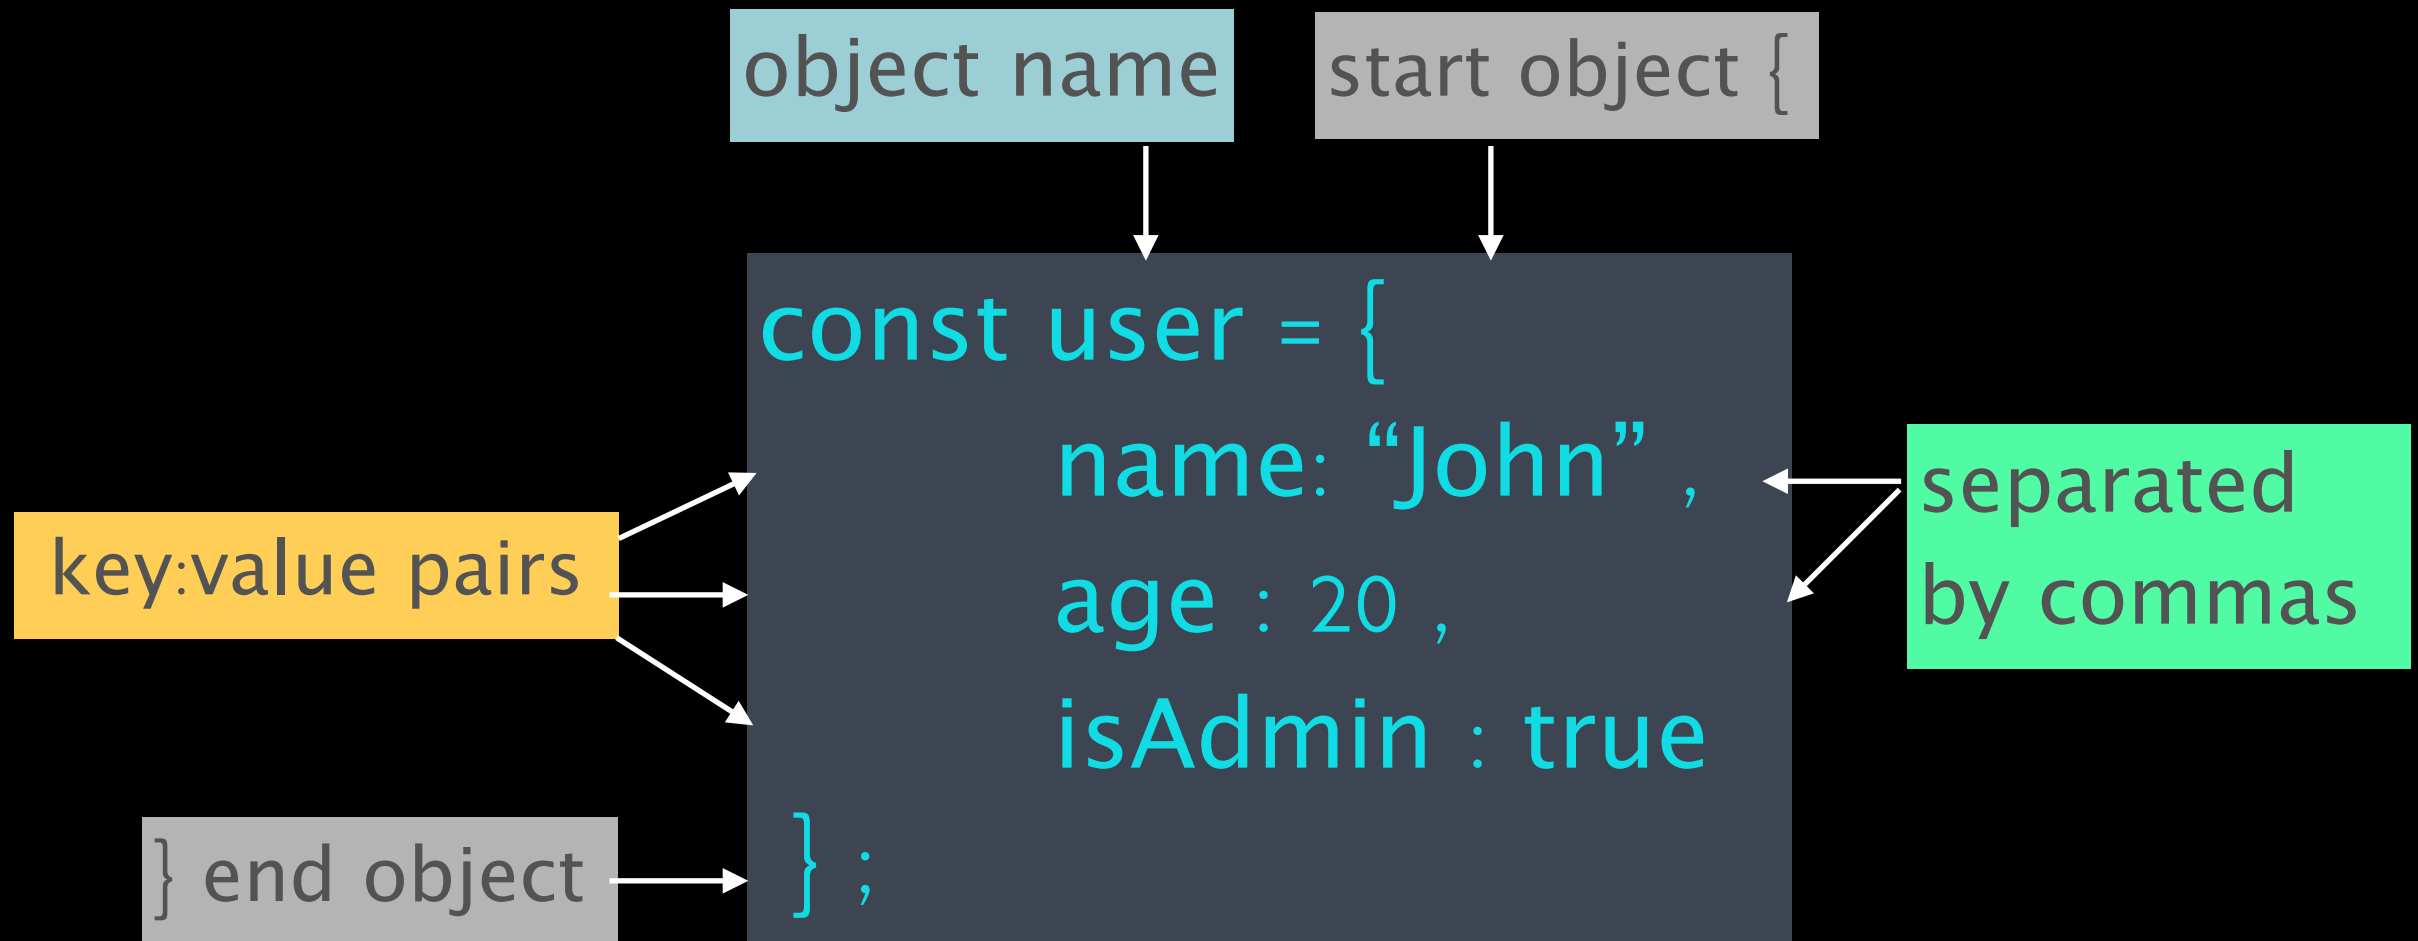 object name
start object {
const user = {
name: “John” ,
age : 20 ,
isAdmin : true
} ;
key:value pairs
separated
by commas
} end object